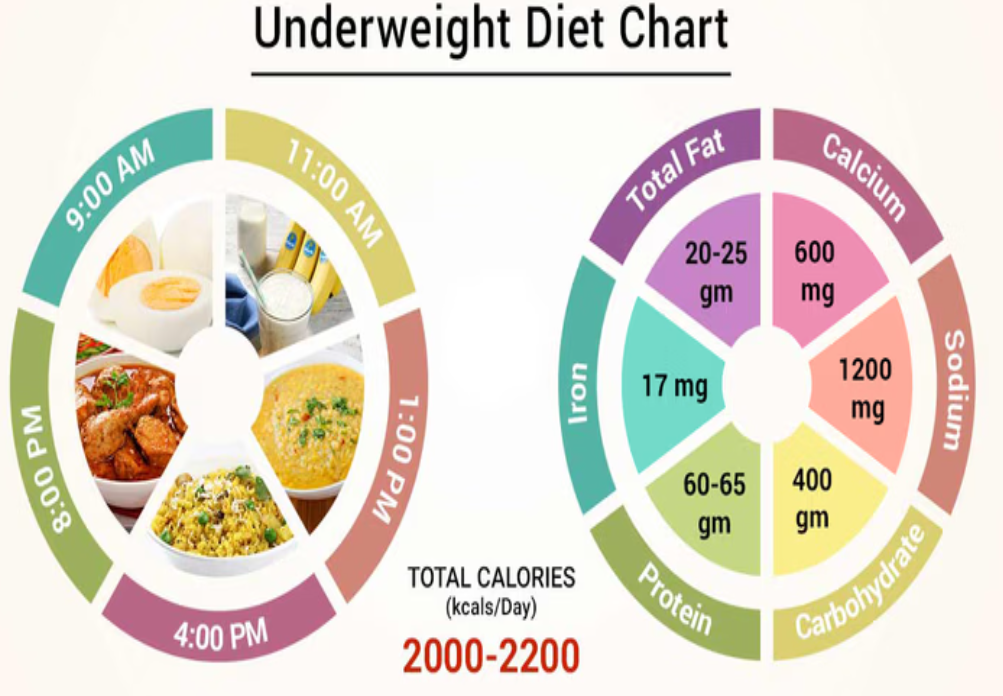 Underweight Diet Chart
9:00 AM
11:00 AM
1:00 PM
4:00 PM
8:00 PM
TOTAL CALORIES
(kcals/Day)
2000-2200
Total Fat
20-25
gm
Calcium
600
mg
Sodium
1200
mg
Carbohydrate
400
gm
Protein
60-65
gm
Iron
17 mg